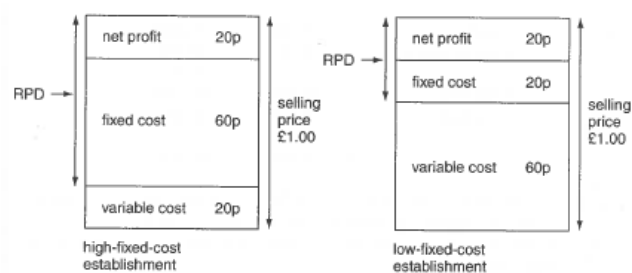 net profit 20p
RPD
fixed cost 60p
selling
price
£1.00
variable cost 20p
high-fixed-cost
establishment
net profit 20p
RPD
fixed cost 20p
selling
price
£1.00
variable cost 60p
low-fixed-cost
establishment